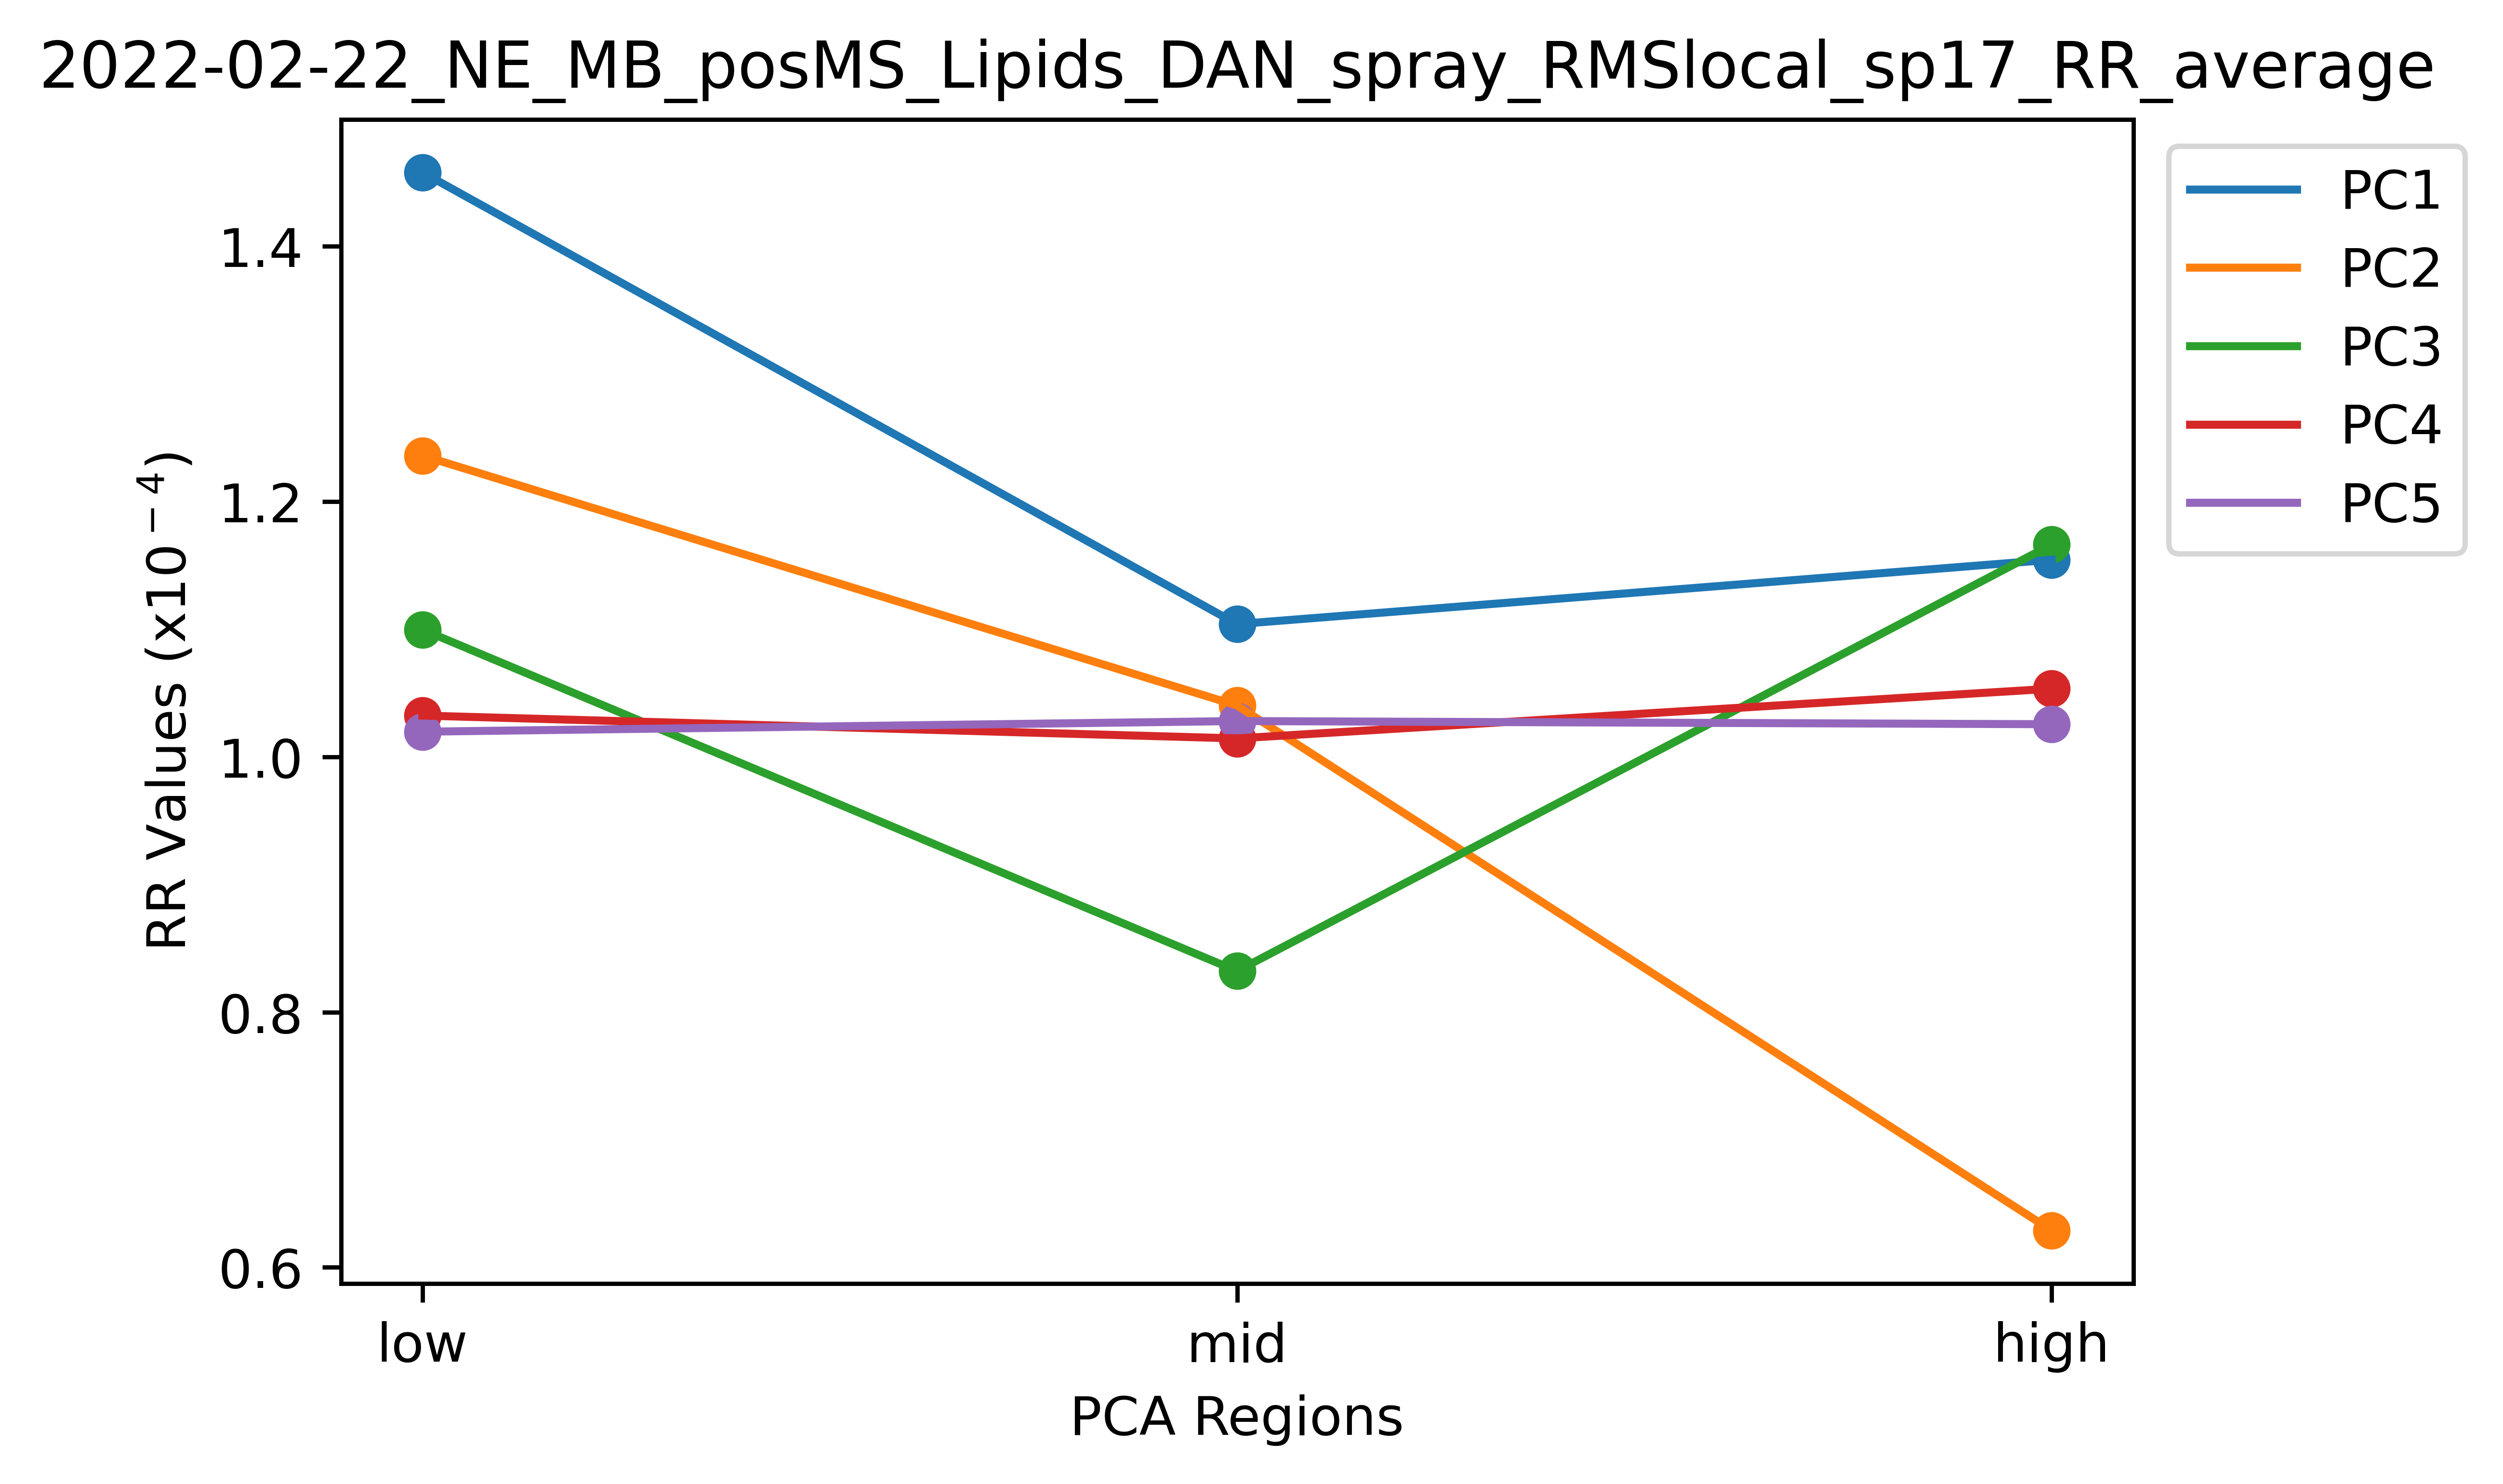 2022-02-22_NE_MB_posMS_Lipids_DAN_spray_RMSlocal_sp17_RR_average
PC1
PC2
PC3
PC4
PC5
RR Values (x10⁻⁴)
1.4
1.2
1.0
0.8
0.6
low mid high
PCA Regions